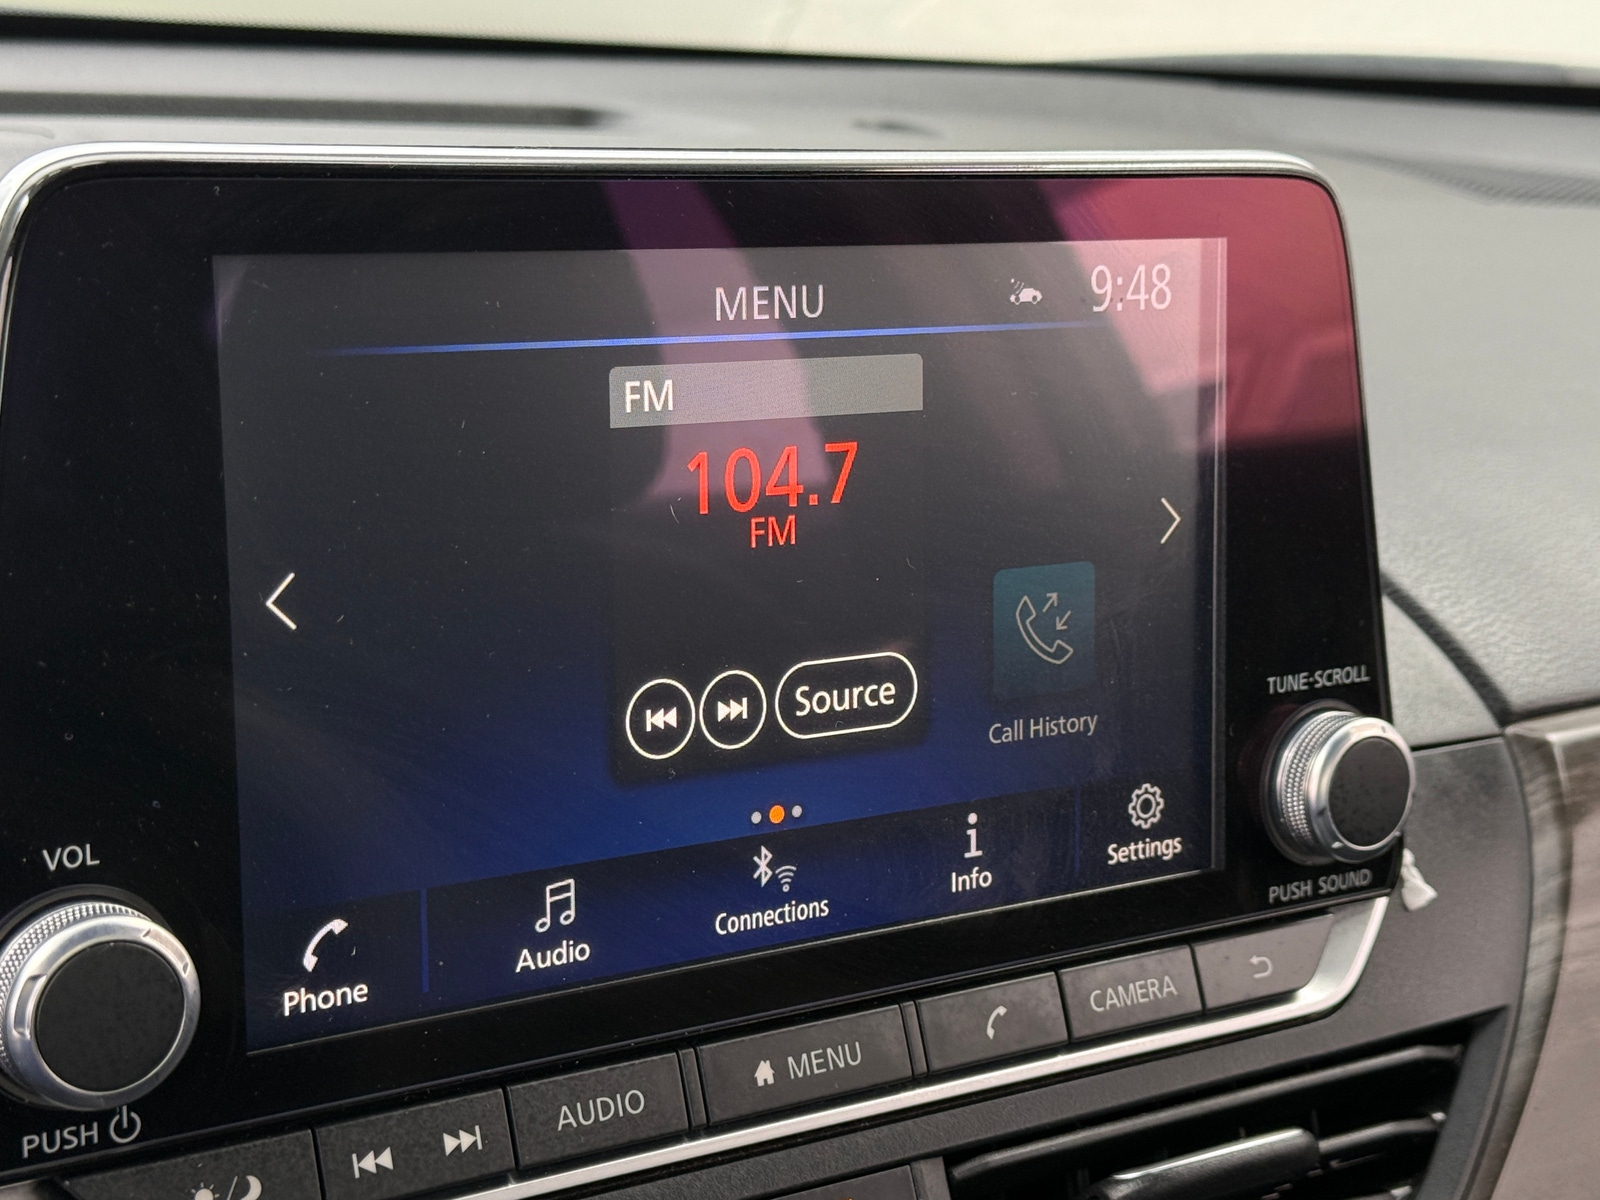 MENU
9:48
FM
104.7
FM
Source
Call History
Phone
Audio
Connections
Info
Settings
VOL
PUSH
TUNE·SCROLL
PUSH SOUND
AUDIO
MENU
CAMERA